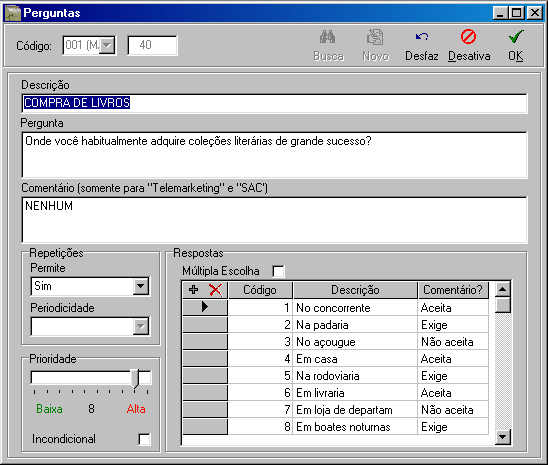 Perguntas
Código: 001 (M. 40
Busca Novo Desfaz Desativa OK
Descrição
COMPRA DE LIVROS
Pergunta
Onde você habitualmente adquire coleções literárias de grande sucesso?
Comentário (somente para "Telemarketing" e "SAC')
NENHUM
Repetições
Permite
Sim
Periodicidade
Prioridade
Baixa 8 Alta
Incondicional
Respostas
Múltipla Escolha
Código Descrição Comentário?
1 No concorrente Aceita
2 Na padaria Exige
3 No açougue Não aceita
4 Em casa Aceita
5 Na rodoviaria Exige
6 Em livraria Aceita
7 Em loja de departam Não aceita
8 Em boates noturnas Exige